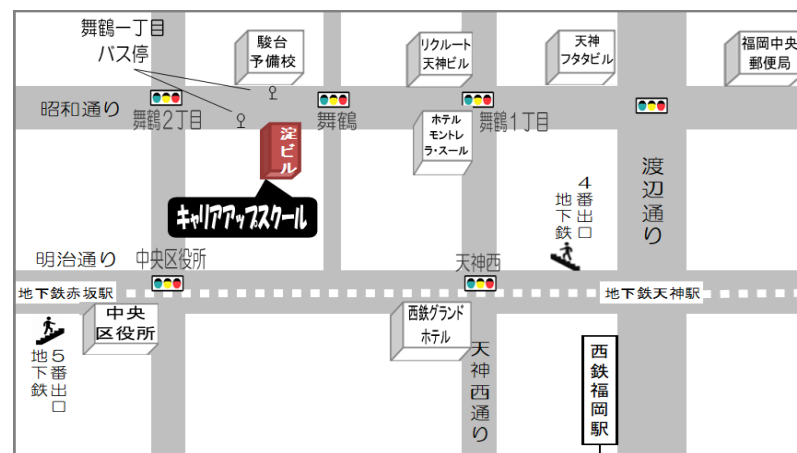 舞鶴一丁目
バス停
駿台
予備校
リクルート
天神ビル
天神
フタタビル
福岡中央
郵便局
昭和通り
舞鶴２丁目
舞鶴
舞鶴１丁目
淀ビル
ホテル
モントレ
ラ・スール
キャリアアップスクール
渡辺通り
４番出口
地下鉄
明治通り
中央区役所
天神西
地下鉄赤坂駅
地下鉄天神駅
中央
区役所
西鉄グランド
ホテル
５番出口
地下鉄
天神西通り
西鉄福岡駅